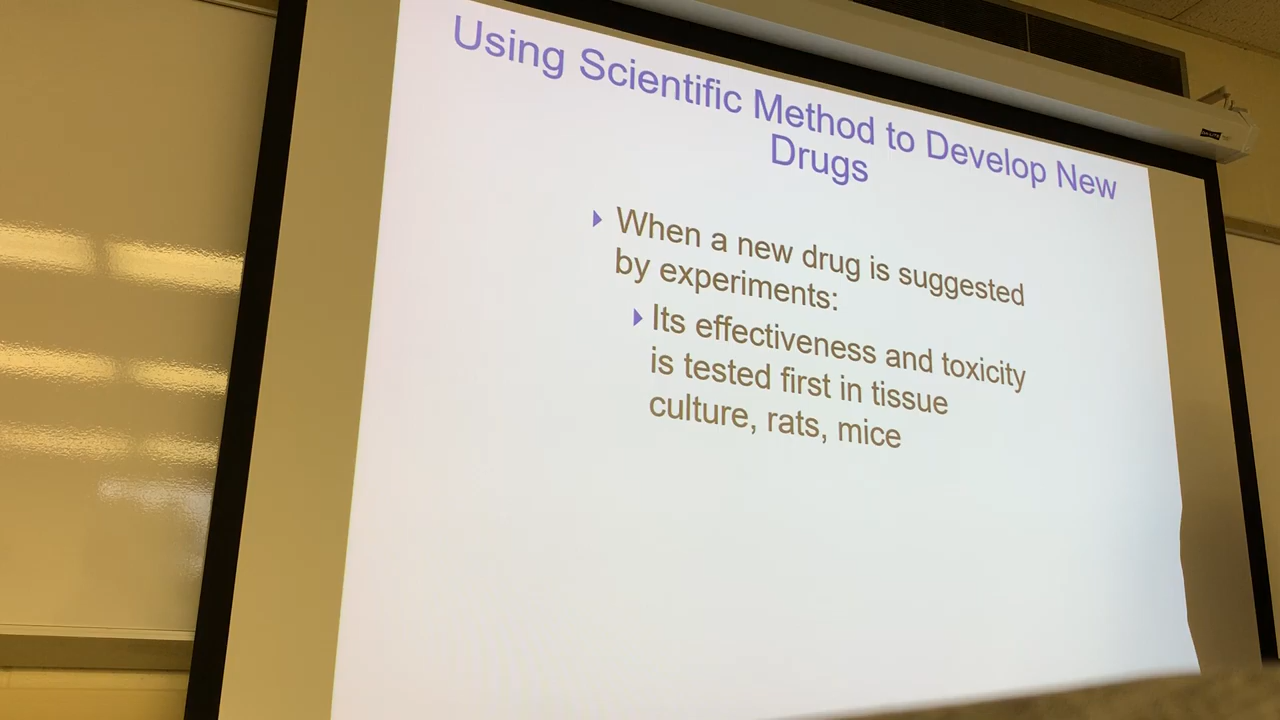 Using Scientific Method to Develop New
Drugs
When a new drug is suggested
by experiments:
Its effectiveness and toxicity
is tested first in tissue
culture, rats, mice